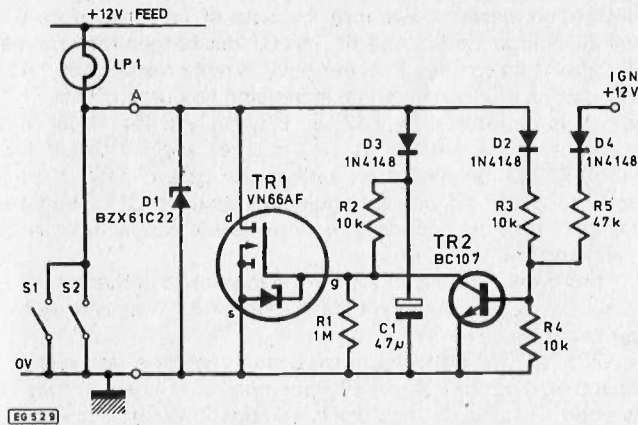 +12V FEED
LP1
A
IGN
+12V
D3
1N4148
D2
1N4148
D4
1N4148
D1
BZX61C22
TR1
VN66AF
d
g
s
R2
10k
R3
10k
R5
47k
TR2
BC107
S1
S2
R1
1M
C1
47µ
R4
10k
0V
EG529